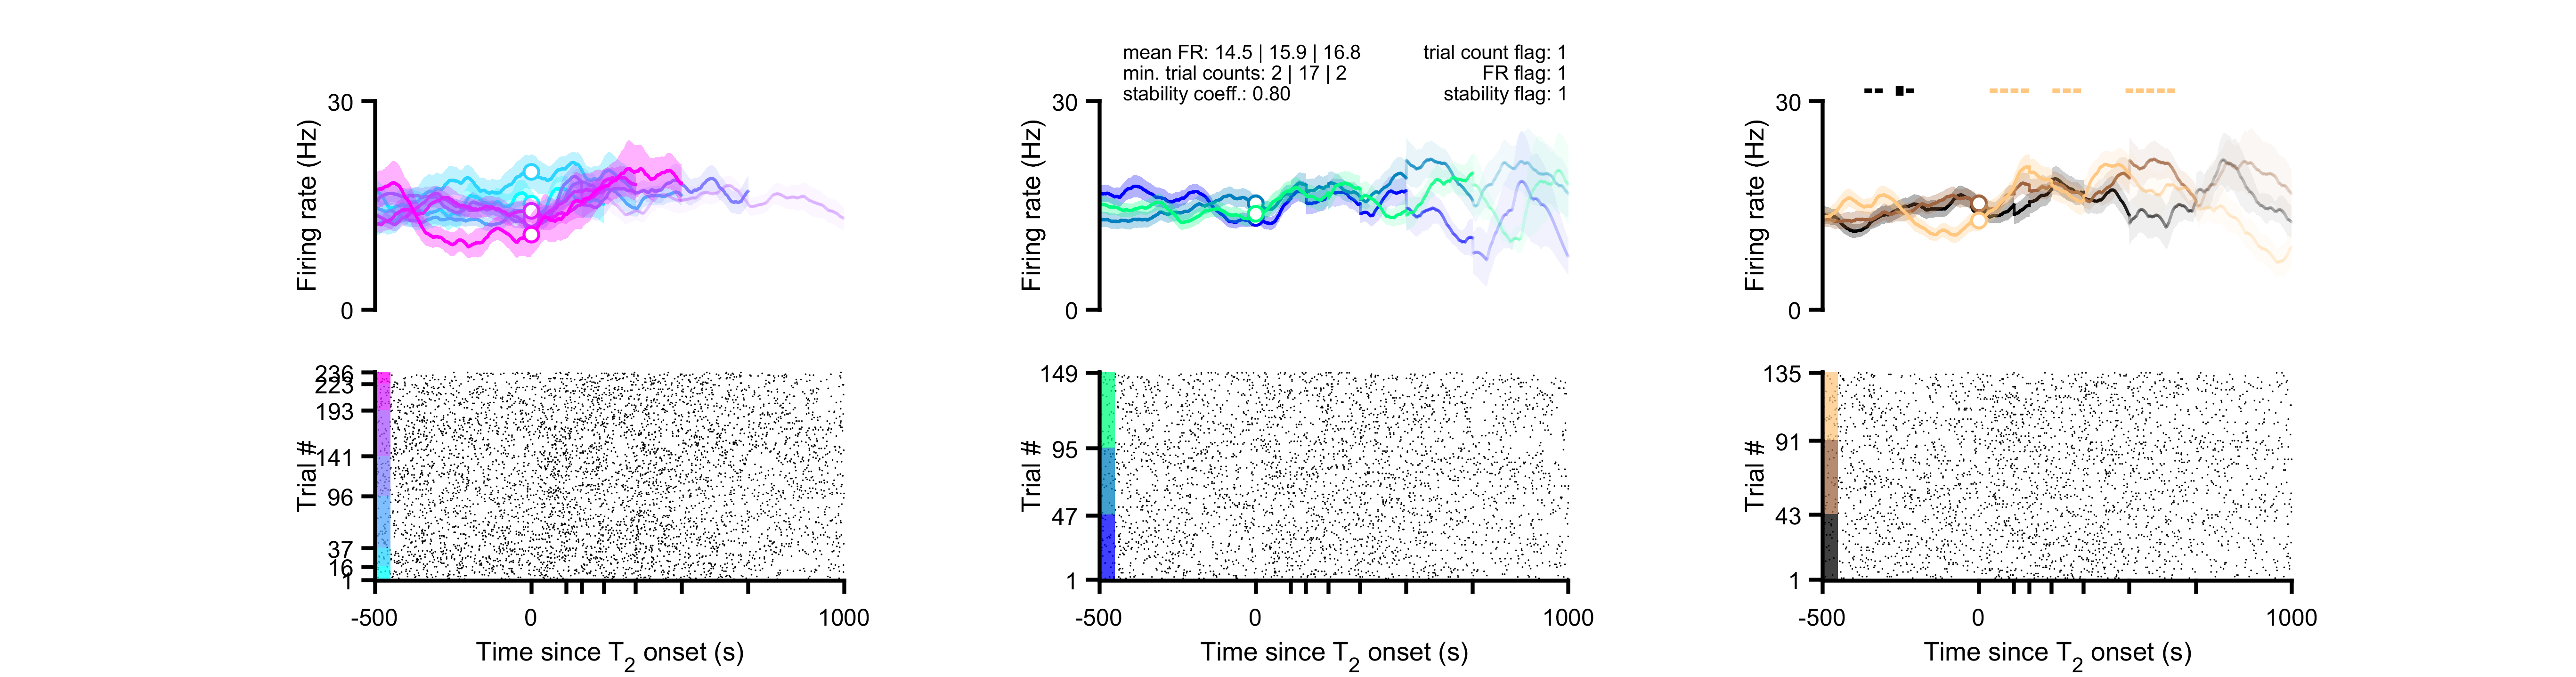 mean FR: 14.5 | 15.9 | 16.8
min. trial counts: 2 | 17 | 2
stability coeff.: 0.80
trial count flag: 1
FR flag: 1
stability flag: 1
30
Firing rate (Hz)
0
30
Firing rate (Hz)
0
30
Firing rate (Hz)
0
236
223
193
141
96
37
16
1
Trial #
-500
0
1000
Time since T2 onset (s)
149
95
47
1
Trial #
-500
0
1000
Time since T2 onset (s)
135
91
43
1
Trial #
-500
0
1000
Time since T2 onset (s)